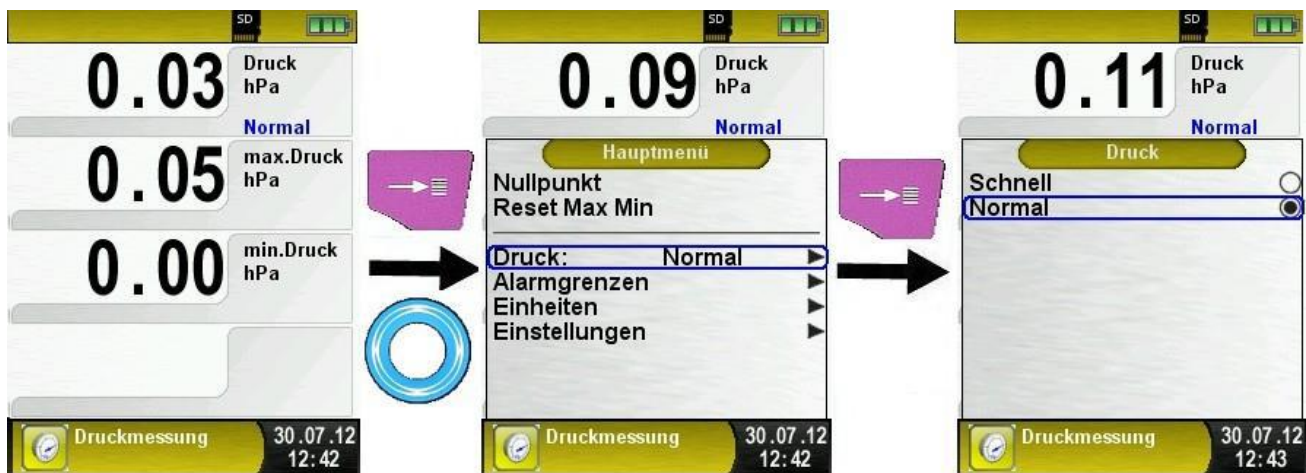 SD
0.03
Druck
hPa
Normal
0.05
max.Druck
hPa
0.00
min.Druck
hPa
Druckmessung
30.07.12
12:42
SD
0.09
Druck
hPa
Normal
Hauptmenü
Nullpunkt
Reset Max Min
Druck: Normal
Alarmgrenzen
Einheiten
Einstellungen
Druckmessung
30.07.12
12:42
SD
0.11
Druck
hPa
Normal
Druck
Schnell
Normal
Druckmessung
30.07.12
12:43